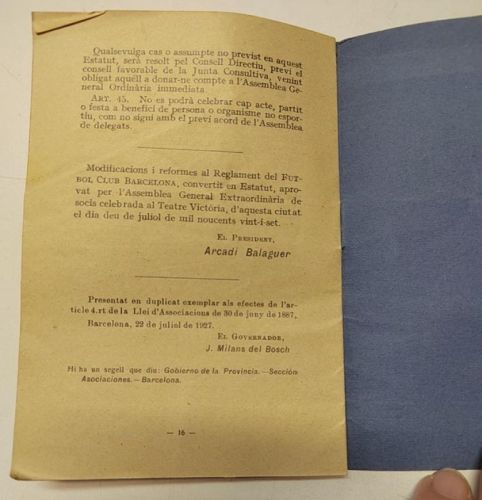 Qualsevulga cas o assumpte no previst en aquest
Estatut, serà resolt pel Consell Directiu, previ el
consell favorable de la Junta Consultiva, venint
obligat aquell a donar-ne compte a l'Assemblea Ge-
neral Ordinària immediata
ART. 45. No es podrà celebrar cap acte, partit
o festa a benefici de persona o organisme no espor-
tiu, com no sigui amb el previ acord de l'Assemblea
de delegats.
Modificacions i reformes al Reglament del FUT-
BOL CLUB BARCELONA, convertit en Estatut, apro-
vat per l'Assemblea General Extraordinària de
socis celebrada al Teatre Victòria, d'aquesta ciutat
el dia deu de juliol de mil noucents vint-i-set.
EL PRESIDENT,
Arcadi Balaguer
Presentat en duplicat exemplar als efectes de l'ar-
ticle 4.rt de la Llei d'Associacions de 30 de juny de 1887.
Barcelona, 22 de juliol de 1927.
EL GOVERNADOR,
J. Milans del Bosch
Hi ha un segell que diu: Gobierno de la Provincia.—Sección
Asociaciones.—Barcelona.
— 16 —